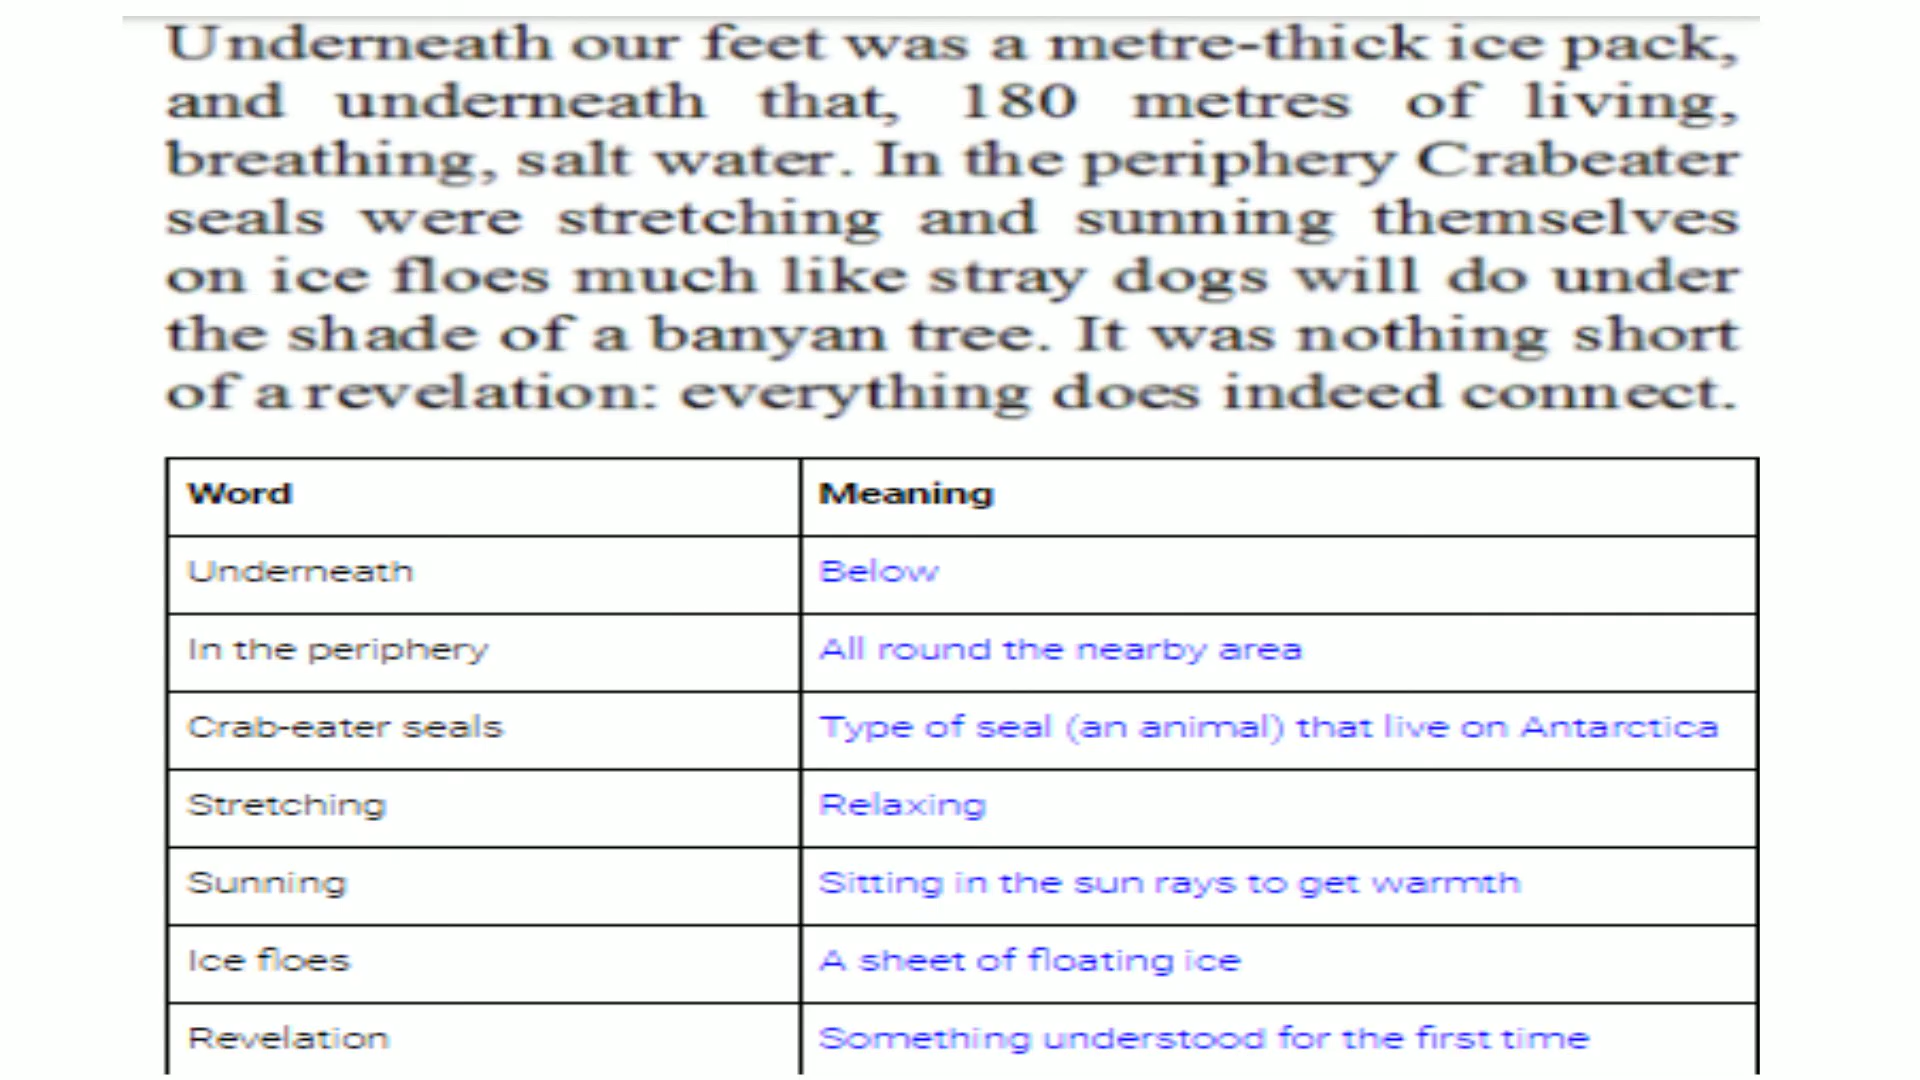 Underneath our feet was a metre-thick ice pack,
and underneath that, 180 metres of living,
breathing, salt water. In the periphery Crabeater
seals were stretching and sunning themselves
on ice floes much like stray dogs will do under
the shade of a banyan tree. It was nothing short
of a revelation: everything does indeed connect.
Word Meaning
Underneath Below
In the periphery All round the nearby area
Crab-eater seals Type of seal (an animal) that live on Antarctica
Stretching Relaxing
Sunning Sitting in the sun rays to get warmth
Ice floes A sheet of floating ice
Revelation Something understood for the first time